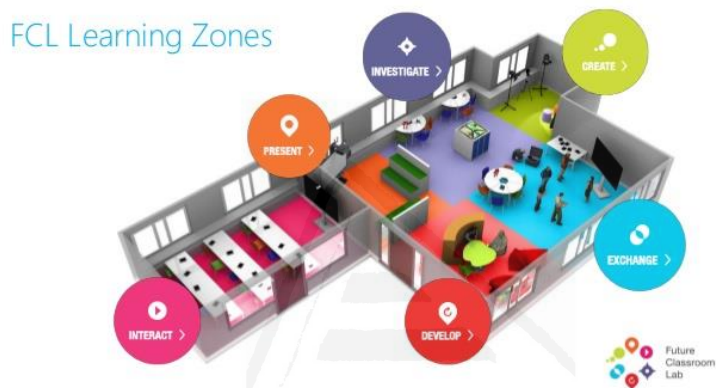 FCL Learning Zones
INVESTIGATE
CREATE
PRESENT
EXCHANGE
INTERACT
DEVELOP
Future
Classroom
Lab